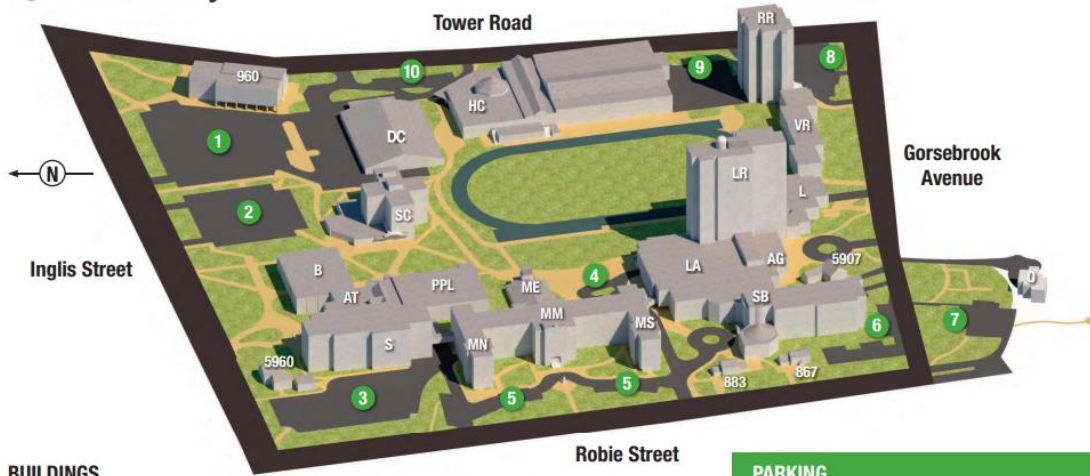 Tower Road
RR
960
10
9
8
HC
VR
1
DC
Gorsebrook
Avenue
N
LR
2
SC
L
Inglis Street
B
PPL
ME
4
LA
AG
5907
0
AT
MM
SB
S
MN
MS
6
7
5960
3
5
5
883
867
Robie Street
BUILDINGS
PARKING